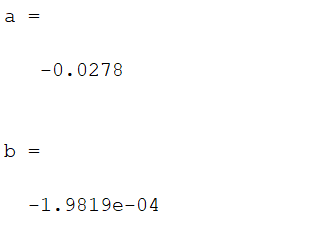 a =
-0.0278
b =
-1.9819e-04